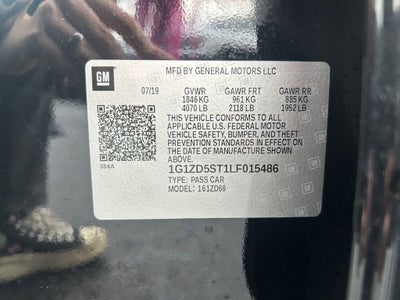 GM
MFD BY GENERAL MOTORS LLC
07/19 GVWR GAWR FRT GAWR RR
1846 KG 961 KG 885 KG
4070 LB 2118 LB 1952 LB
THIS VEHICLE CONFORMS TO ALL
APPLICABLE U.S. FEDERAL MOTOR
VEHICLE SAFETY, BUMPER, AND THEFT
PREVENTION STANDARDS IN EFFECT ON
THE DATE OF MANUFACTURE SHOWN
ABOVE.
384A
1G1ZD5ST1LF015486
TYPE: PASS CAR
MODEL: 161ZD69